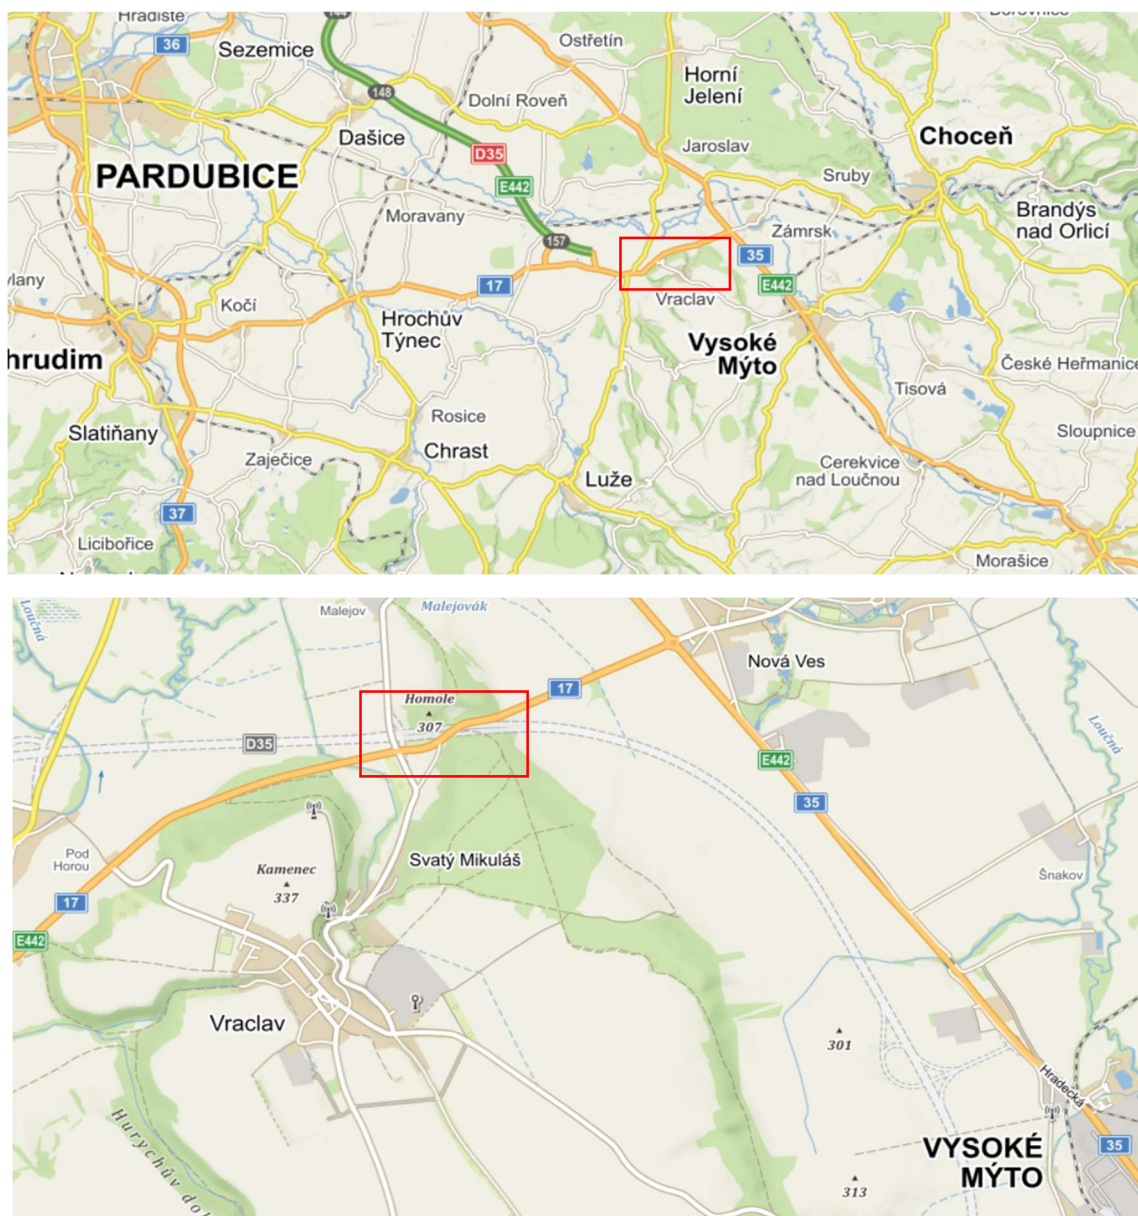 Hradiště
36
Sezemice
144
Ostřetín
Horní
Jelení
148
Dolní Roveň
Dašice
D35
E442
Jaroslav
Choceň
PARDUBICE
Sruby
Moravany
157
Zámrsk
Brandýs
nad Orlicí
35
E442
17
Vraclav
Kočí
Hrochův
Týnec
Vysoké
Mýto
hrudim
České Heřmanice
Tisová
Rosice
Slatiňany
Sloupnice
Zaječice
Chrast
Cerekvice
nad Loučnou
Luže
37
Licibořice
Morašice
Loučná
Malejov
Malejovák
Nová Ves
Homole
307
17
D35
E442
Loučná
35
Pod
Horou
Svatý Mikuláš
Kamenec
337
Šnakov
17
E442
Vraclav
301
Hradecká
Hurychův dol
VYSOKÉ
MÝTO
35
313